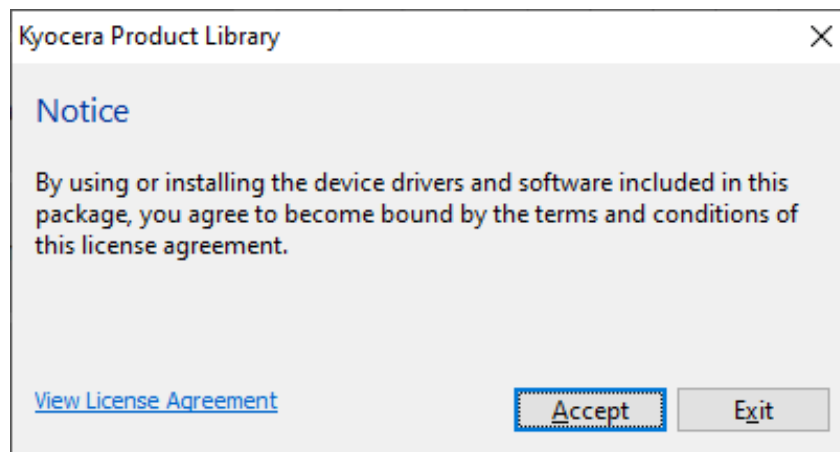 Kyocera Product Library
Notice
By using or installing the device drivers and software included in this
package, you agree to become bound by the terms and conditions of
this license agreement.
View License Agreement
Accept
Exit